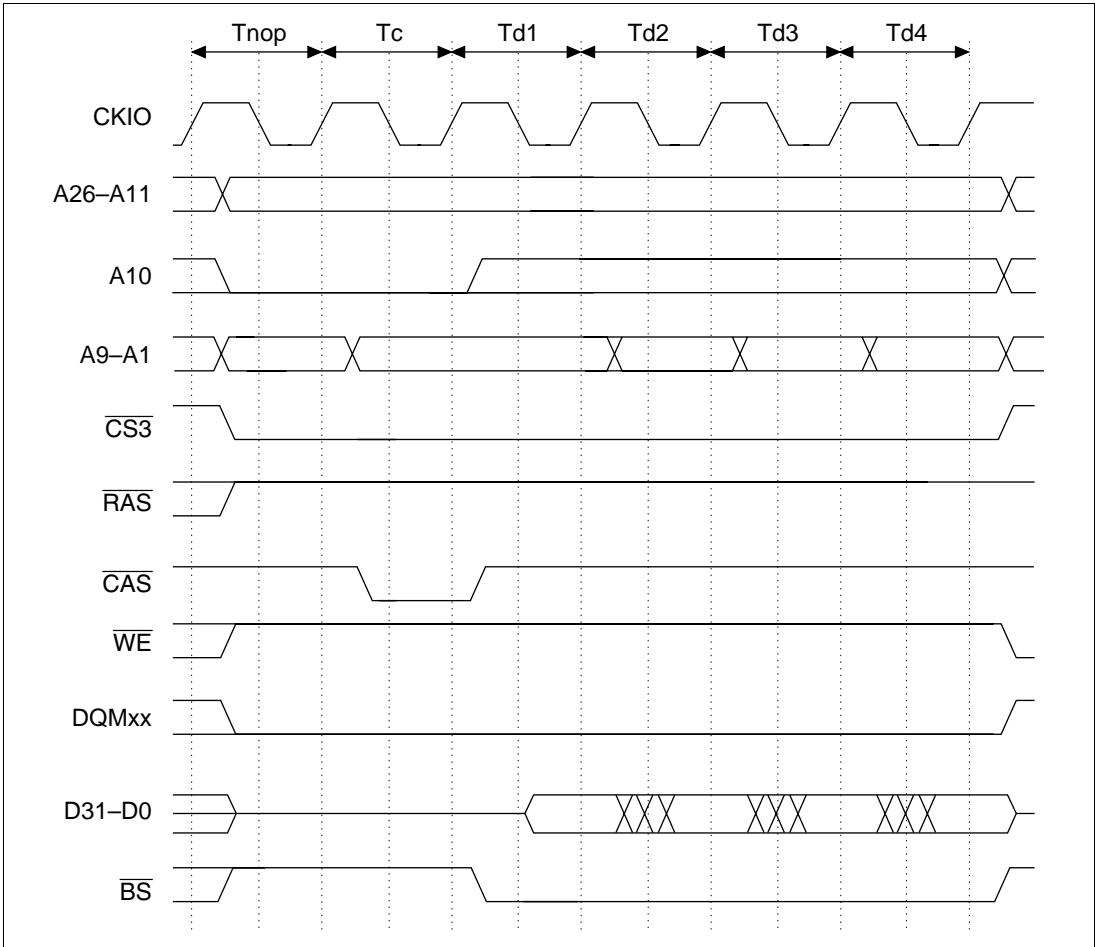 Tnop Tc Td1 Td2 Td3 Td4
CKIO
A26–A11
A10
A9–A1
CS3
RAS
CAS
WE
DQMxx
D31–D0
BS